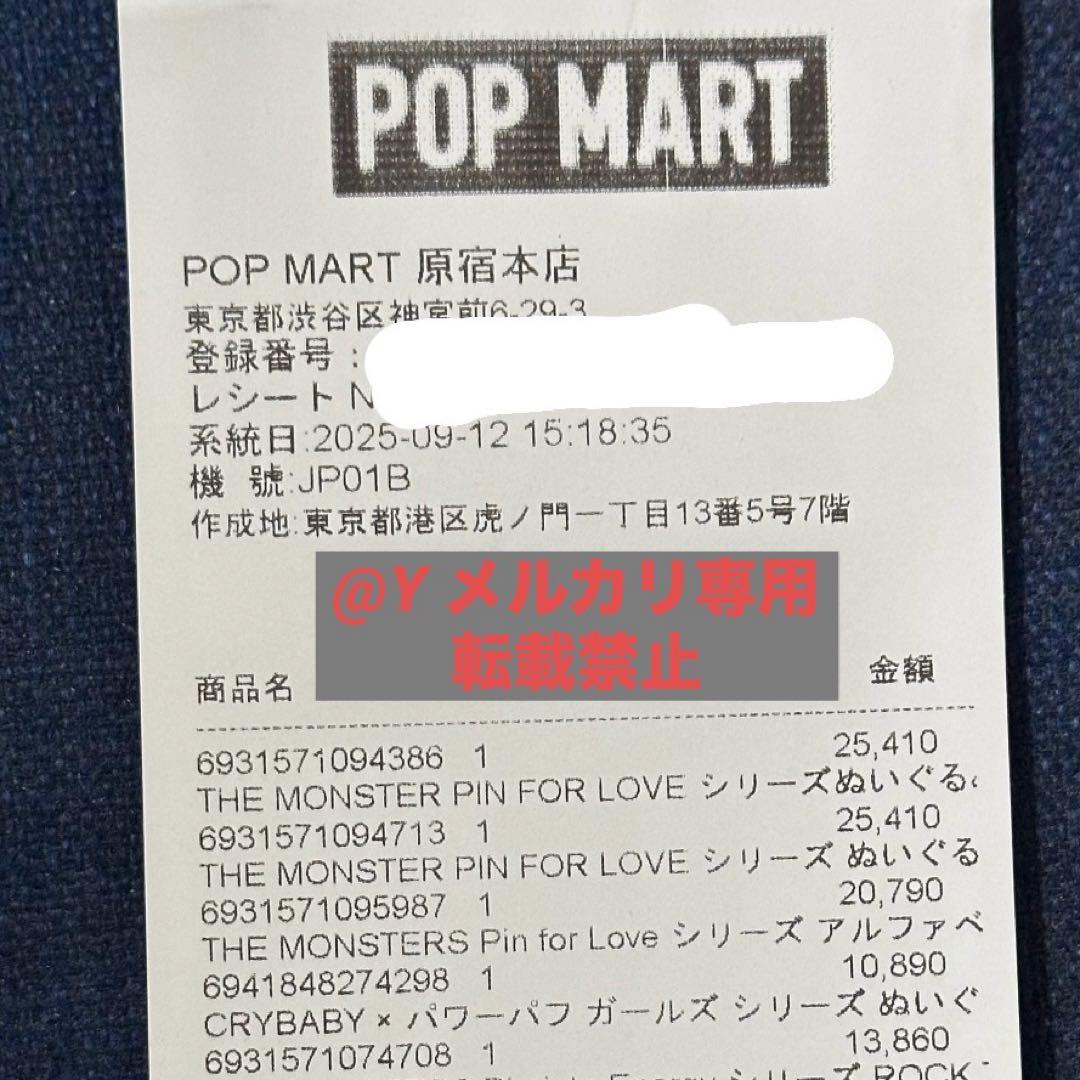 POP MART
POP MART 原宿本店
東京都渋谷区神宮前6-29-3
登録番号：
レシート N
系統日:2025-09-12 15:18:35
機 號:JP01B
作成地:東京都港区虎ノ門一丁目13番5号7階
@Y メルカリ専用
転載禁止
商品名 金額
6931571094386 1 25,410
THE MONSTER PIN FOR LOVE シリーズぬいぐる
6931571094713 1 25,410
THE MONSTER PIN FOR LOVE シリーズ ぬいぐる
6931571095987 1 20,790
THE MONSTERS Pin for Love シリーズ アルファベ
6941848274298 1 10,890
CRYBABY × パワーパフ ガールズ シリーズ ぬいぐ
6931571074708 1 13,860
シリーズ ROCK